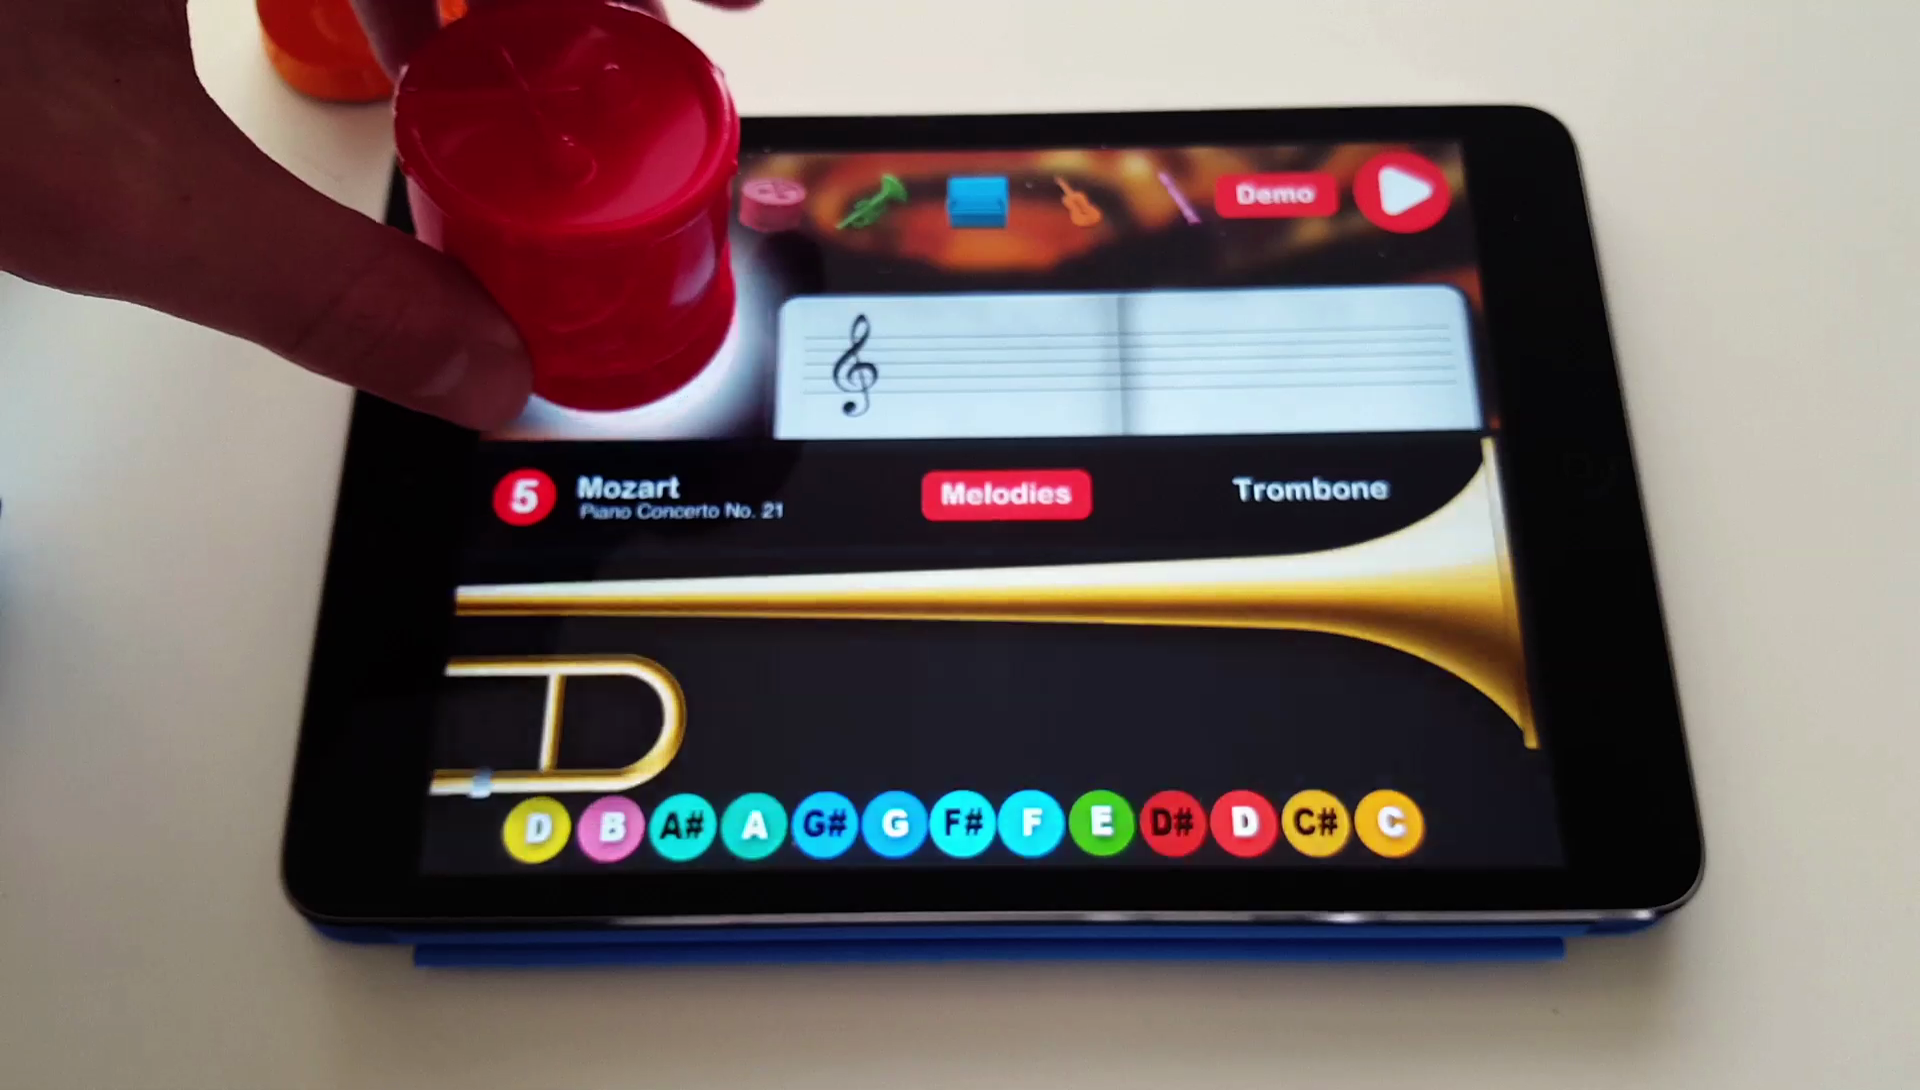 Demo
5 Mozart
Piano Concerto No. 21
Melodies
Trombone
D B A# A G# G F# F E D# D C# C